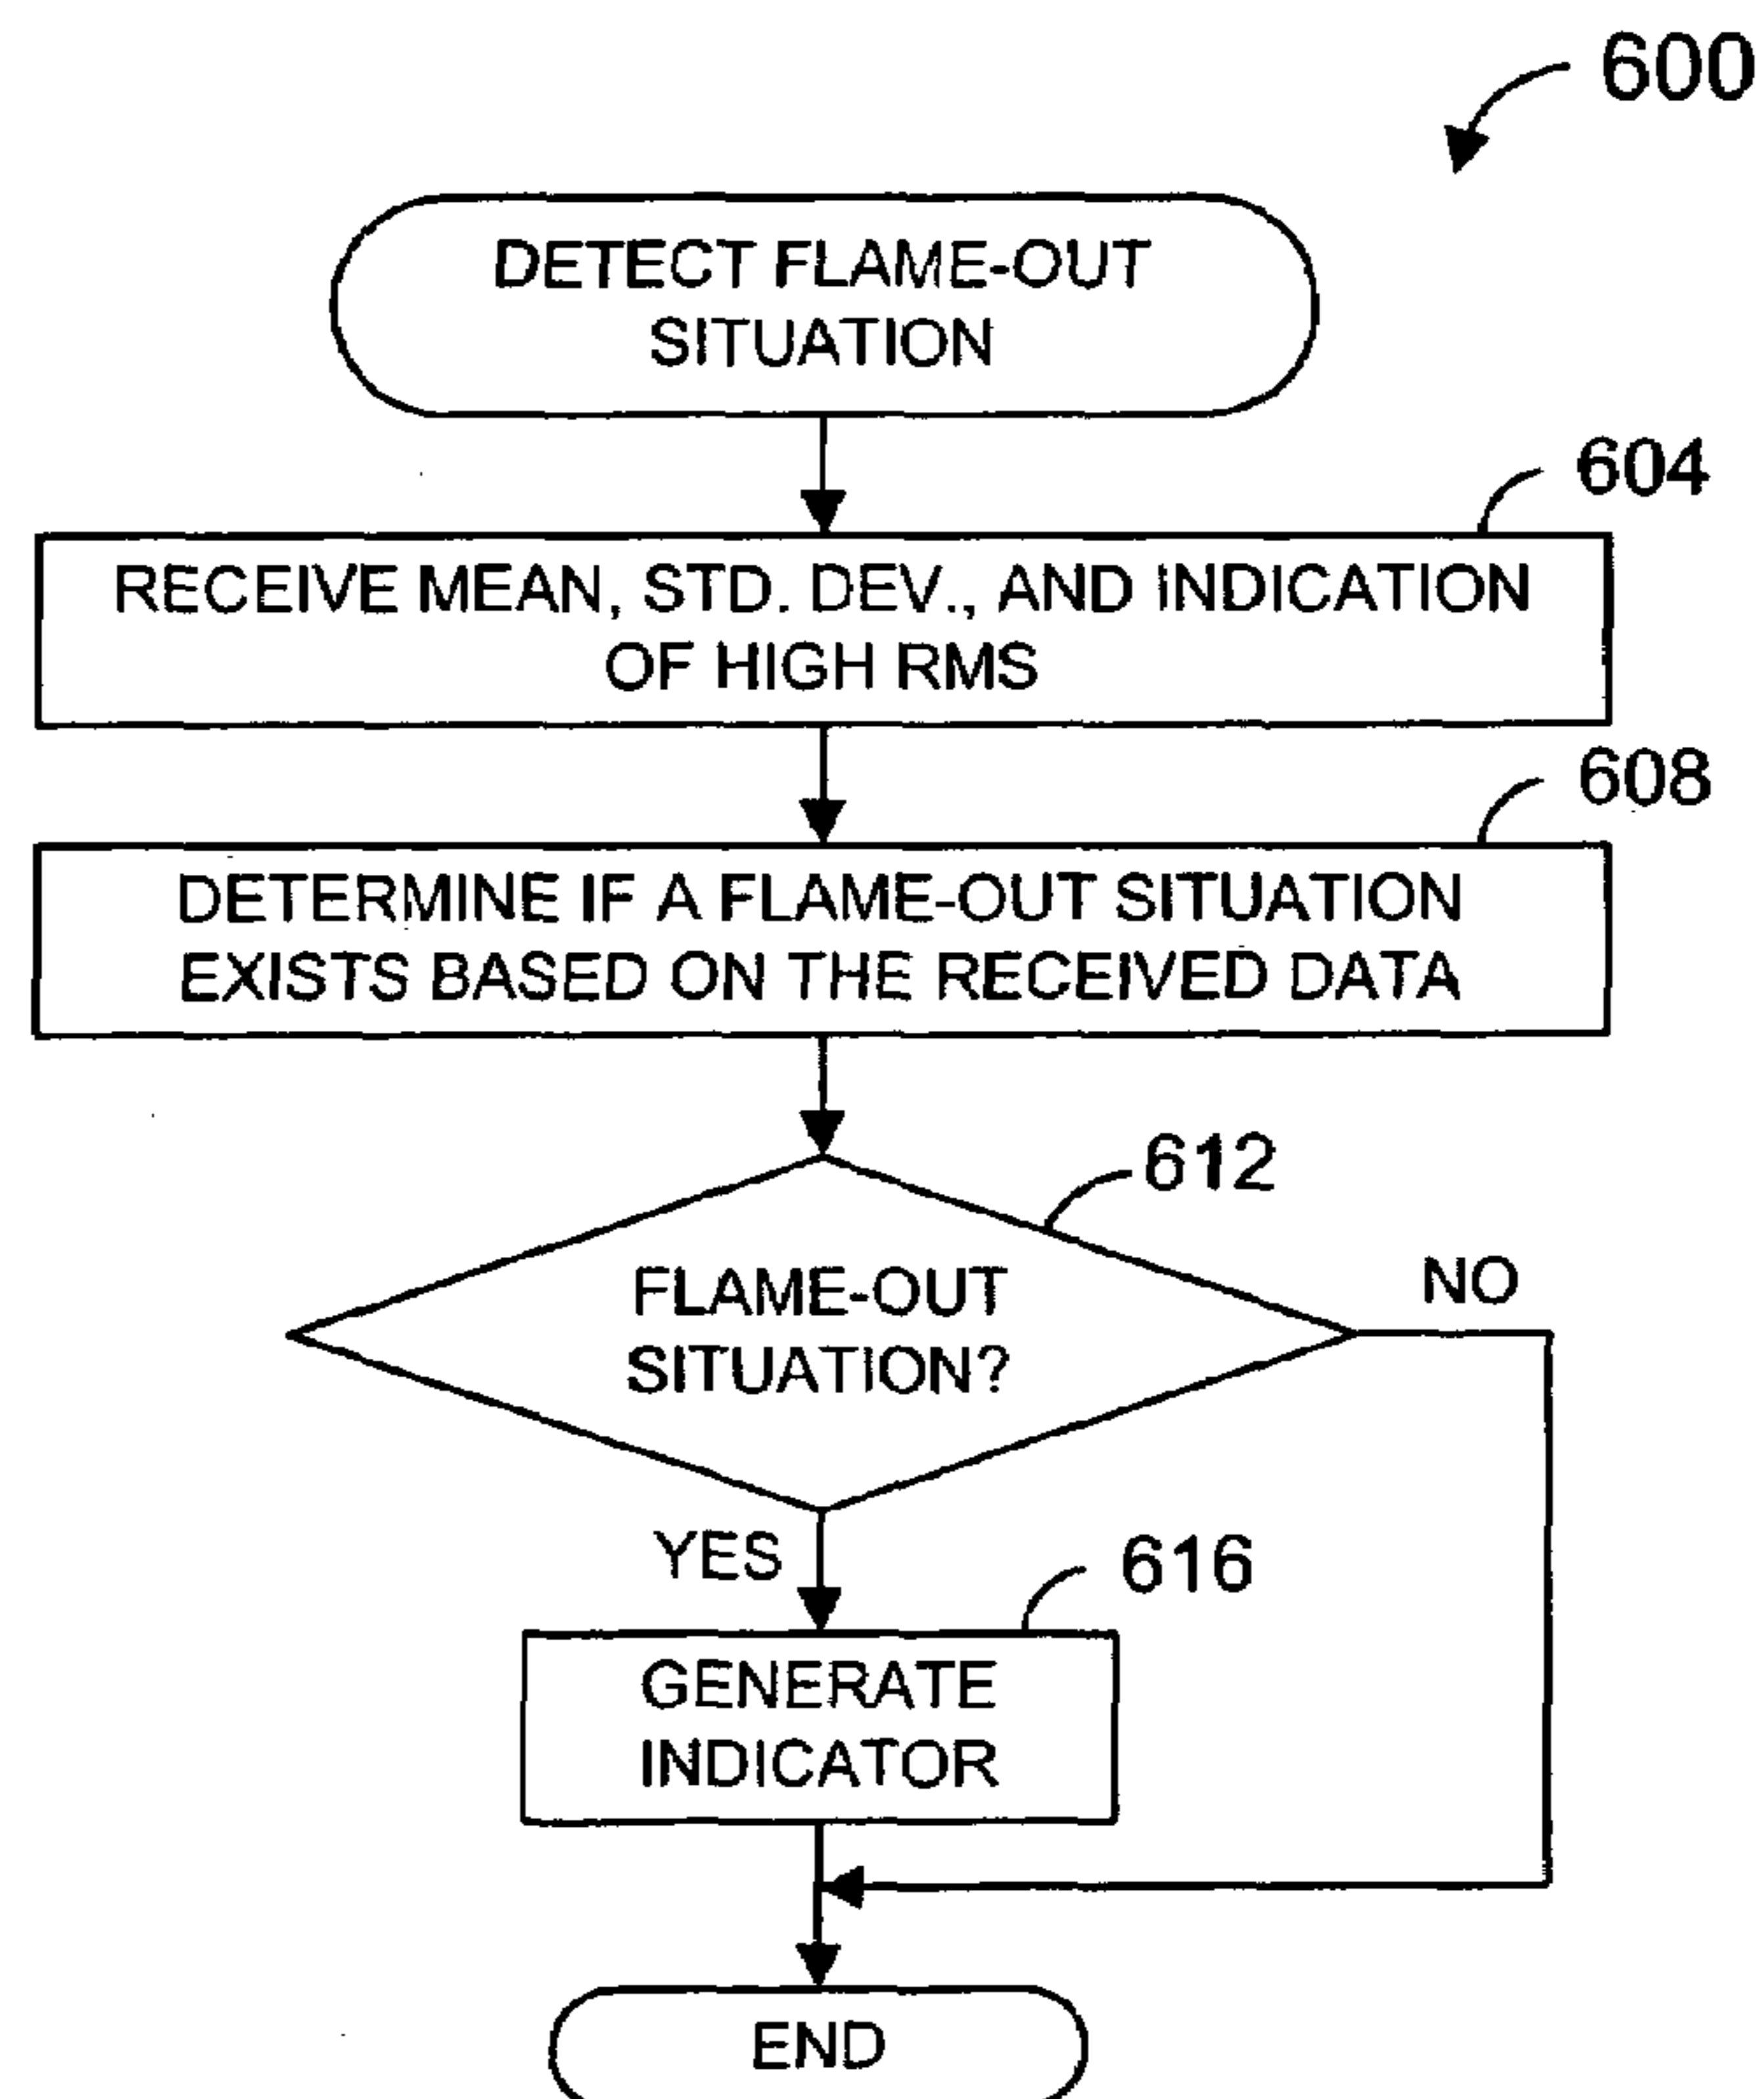 600
DETECT FLAME-OUT
SITUATION
604
RECEIVE MEAN, STD. DEV., AND INDICATION
OF HIGH RMS
608
DETERMINE IF A FLAME-OUT SITUATION
EXISTS BASED ON THE RECEIVED DATA
612
FLAME-OUT
SITUATION?
NO
YES
616
GENERATE
INDICATOR
END